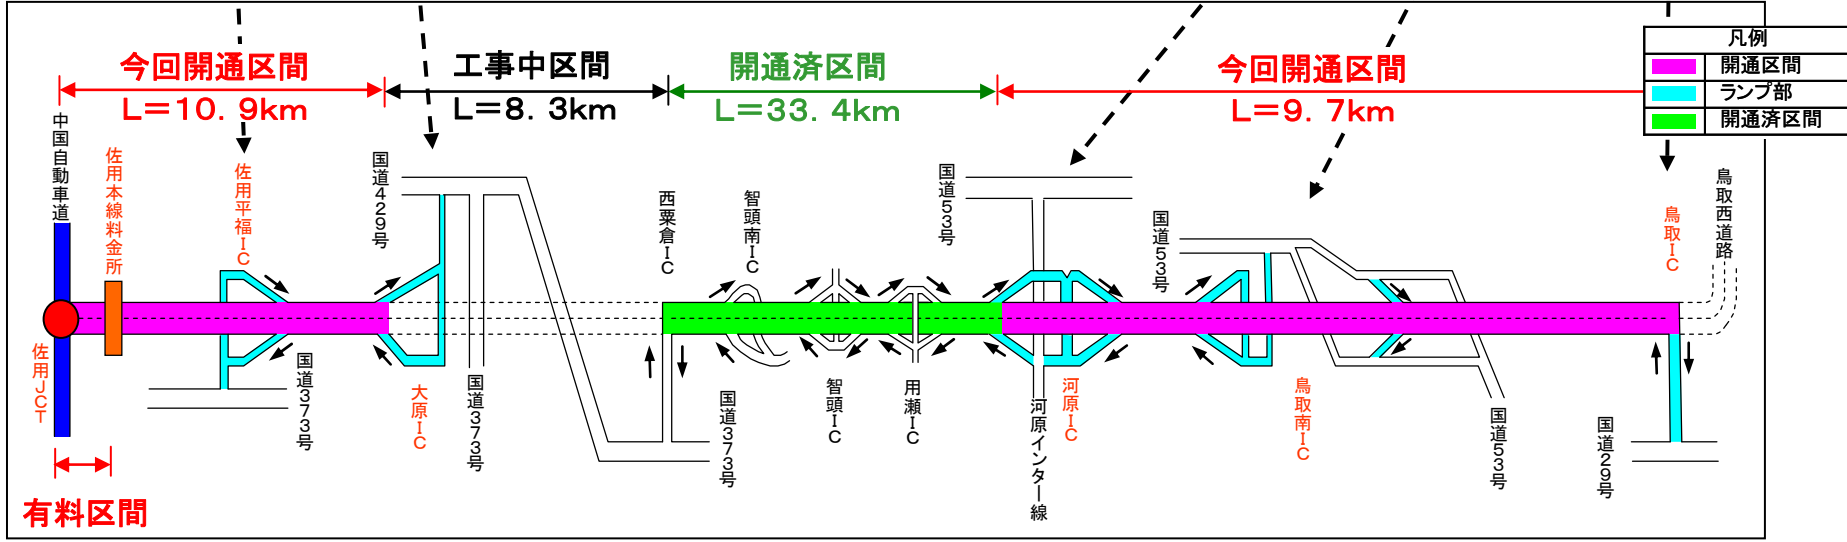 今回開通区間
L＝10．9km
工事中区間
L＝8．3km
開通済区間
L＝33．4km
今回開通区間
L＝9．7km
凡例
開通区間
ランプ部
開通済区間
中国自動車道
佐用本線料金所
佐用平福IC
国道429号
西粟倉IC
智頭南IC
国道53号
国道53号
鳥取IC
鳥取西道路
佐用JCT
国道373号
大原IC
国道373号
国道373号
智頭IC
用瀬IC
河原インター線
河原IC
鳥取南IC
国道53号
国道29号
有料区間